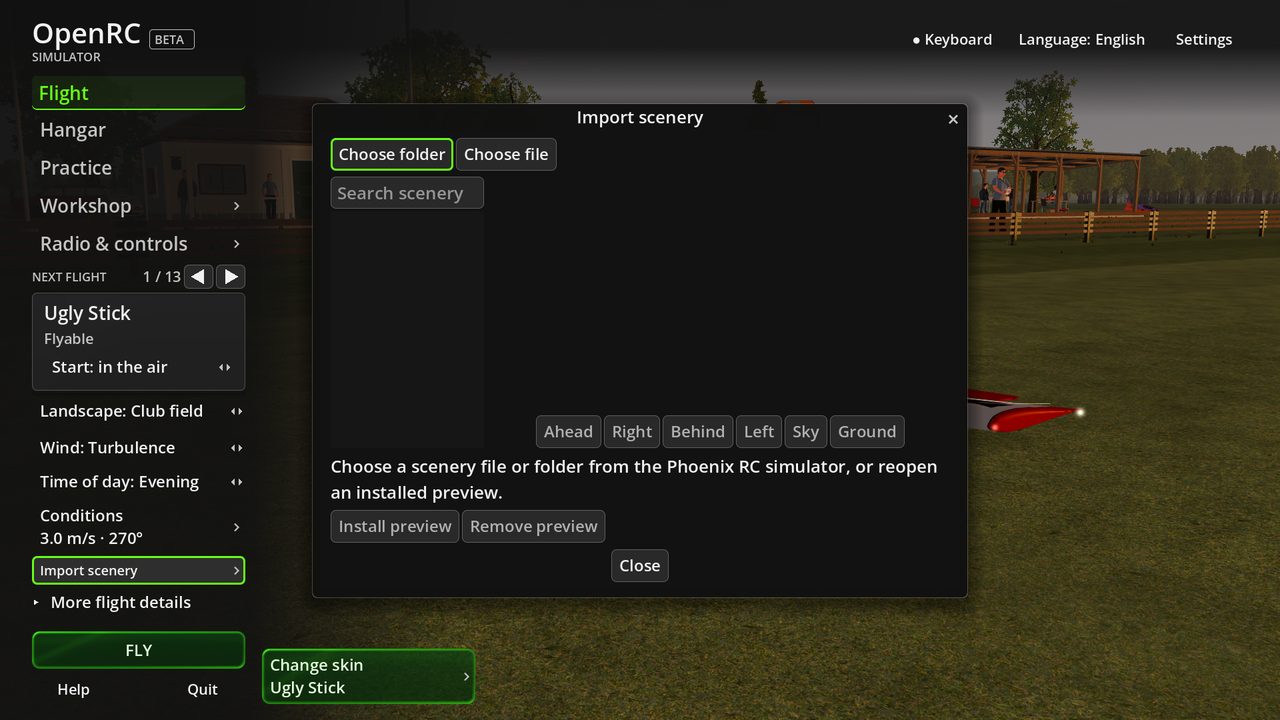 OpenRC BETA
SIMULATOR
● Keyboard
Language: English
Settings
Flight
Hangar
Practice
Workshop
Radio & controls
NEXT FLIGHT 1 / 13
Ugly Stick
Flyable
Start: in the air
Landscape: Club field
Wind: Turbulence
Time of day: Evening
Conditions
3.0 m/s · 270°
Import scenery
More flight details
FLY
Help
Quit
Change skin
Ugly Stick
Import scenery
×
Choose folder
Choose file
Search scenery
Ahead
Right
Behind
Left
Sky
Ground
Choose a scenery file or folder from the Phoenix RC simulator, or reopen
an installed preview.
Install preview
Remove preview
Close